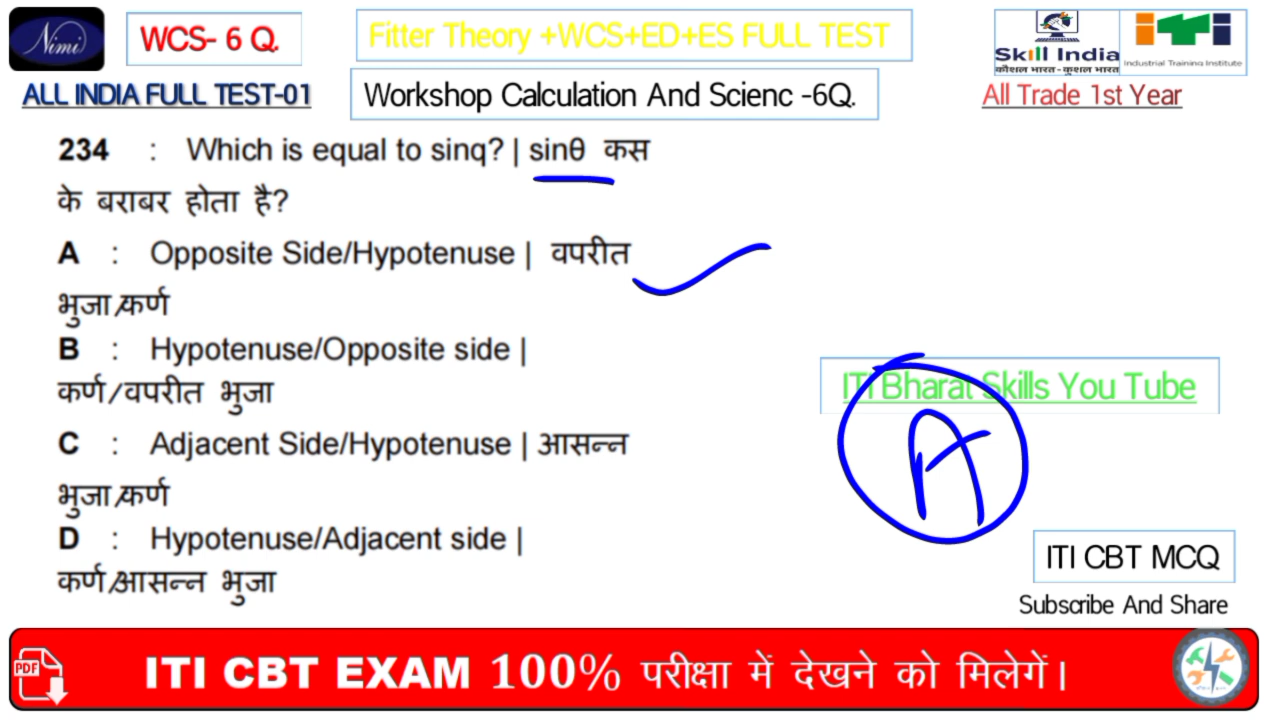 Nimi
WCS- 6 Q.
Fitter Theory +WCS+ED+ES FULL TEST
Skill India
कौशल भारत - कुशल भारत
iTi
Industrial Training Institute
ALL INDIA FULL TEST-01
Workshop Calculation And Scienc -6Q.
All Trade 1st Year
234 : Which is equal to sinq? | sinθ कस
के बराबर होता है?
A : Opposite Side/Hypotenuse | वपरीत
भुजा/कर्ण
B : Hypotenuse/Opposite side |
कर्ण/वपरीत भुजा
C : Adjacent Side/Hypotenuse | आसन्न
भुजा/कर्ण
D : Hypotenuse/Adjacent side |
कर्ण/आसन्न भुजा
ITI Bharat Skills You Tube
A
ITI CBT MCQ
Subscribe And Share
PDF
ITI CBT EXAM 100% परीक्षा में देखने को मिलेगें।